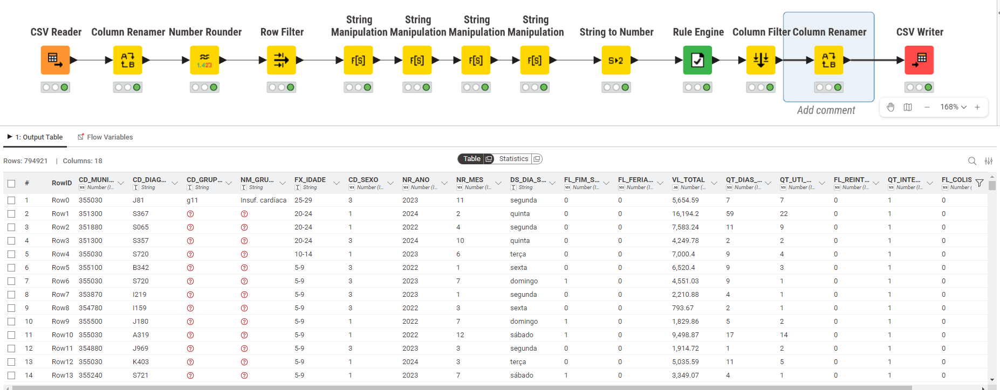 CSV Reader
Column Renamer
Number Rounder
Row Filter
String
Manipulation
String
Manipulation
String
Manipulation
String
Manipulation
String to Number
Rule Engine
Column Filter
Column Renamer
CSV Writer
A
B
1.423
F[S]
F[S]
F[S]
F[S]
S 2
A
B
Add comment
168%
1: Output Table
Flow Variables
Rows: 794921 | Columns: 18
Table
Statistics
# RowID CD_MUNI... CD_DIAG... CD_GRUP... NM_GRU... FX_IDADE CD_SEXO NR_ANO NR_MES DS_DIA_S... FL_FIM_S... FL_FERIA... VL_TOTAL QT_DIAS_... QT_UTI_... FL_REINT... QT_INTE... FL_COLIS
Number (I... String String String String Number (I... Number (I... Number (I... String Number (I... Number (I... Number (... Number (I... Number (I... Number (I... Number (I... Number (
1 Row0 355030 J81 g11 Insuf. cardíaca 25-29 3 2023 11 segunda 0 0 5,654.59 7 7 0 1 0
2 Row1 351300 S367 20-24 1 2024 2 quinta 0 0 16,194.2 59 22 0 1 0
3 Row2 351880 S065 20-24 1 2022 4 segunda 0 0 7,583.24 11 9 0 1 0
4 Row3 351300 S357 20-24 3 2024 10 quinta 0 0 4,249.78 2 2 0 1 0
5 Row4 355030 S720 10-14 1 2023 6 terça 0 0 7,000.4 9 4 0 1 0
6 Row5 355100 B342 5-9 3 2022 1 sexta 0 0 6,520.4 9 3 0 1 0
7 Row6 355030 S720 5-9 3 2023 7 domingo 1 0 4,551.03 9 1 0 1 0
8 Row7 353870 I219 5-9 3 2023 1 segunda 0 0 2,210.88 4 1 0 1 0
9 Row8 354780 I159 5-9 3 2022 3 sexta 0 0 793.67 2 1 0 1 0
10 Row9 355500 J180 5-9 1 2022 7 domingo 1 0 1,829.86 5 2 0 1 0
11 Row10 355030 A319 5-9 1 2022 12 sábado 1 0 9,498.87 17 14 0 1 0
12 Row11 354880 J969 5-9 3 2023 3 segunda 0 0 1,914.72 1 2 0 1 0
13 Row12 355030 K403 5-9 1 2024 3 terça 0 0 5,035.59 11 5 0 1 0
14 Row13 355240 S721 5-9 1 2023 7 sábado 1 0 3,349.07 4 1 0 1 0